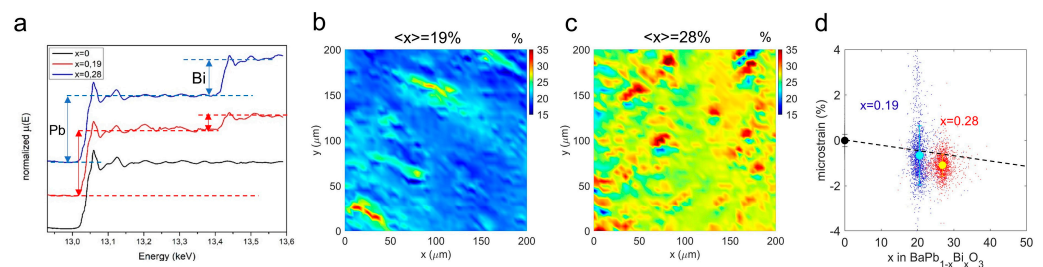 a
x=0
x=0,19
x=0,28
Bi
Pb
normalized μ(E)
13,0
13,1
13,2
13,3
13,4
13,5
13,6
Energy (keV)
b
<x>=19%
%
200
150
100
50
0
y (μm)
0
50
100
150
200
x (μm)
35
30
25
20
15
c
<x>=28%
%
200
150
100
50
0
y (μm)
0
50
100
150
200
x (μm)
35
30
25
20
15
d
4
2
0
-2
-4
microstrain (%)
x=0.19
x=0.28
0
10
20
30
40
50
x in BaPb1-xBixO3